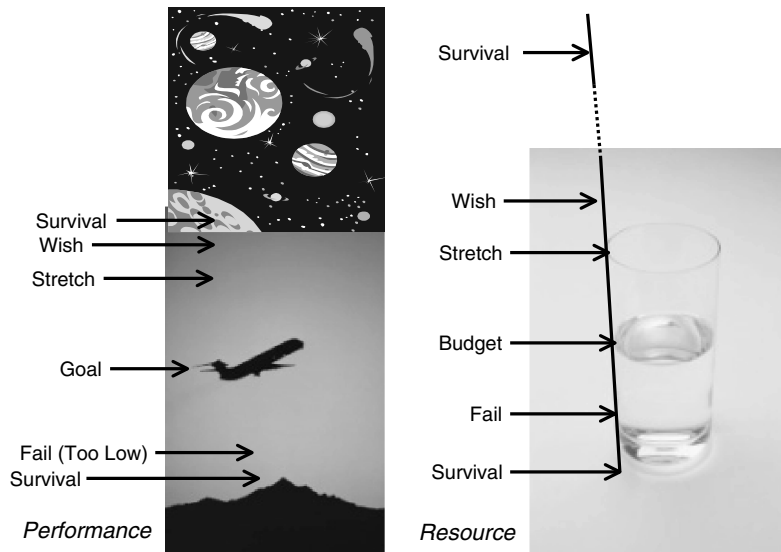 Survival
Wish
Stretch
Goal
Fail (Too Low)
Survival
Performance
Survival
Wish
Stretch
Budget
Fail
Survival
Resource